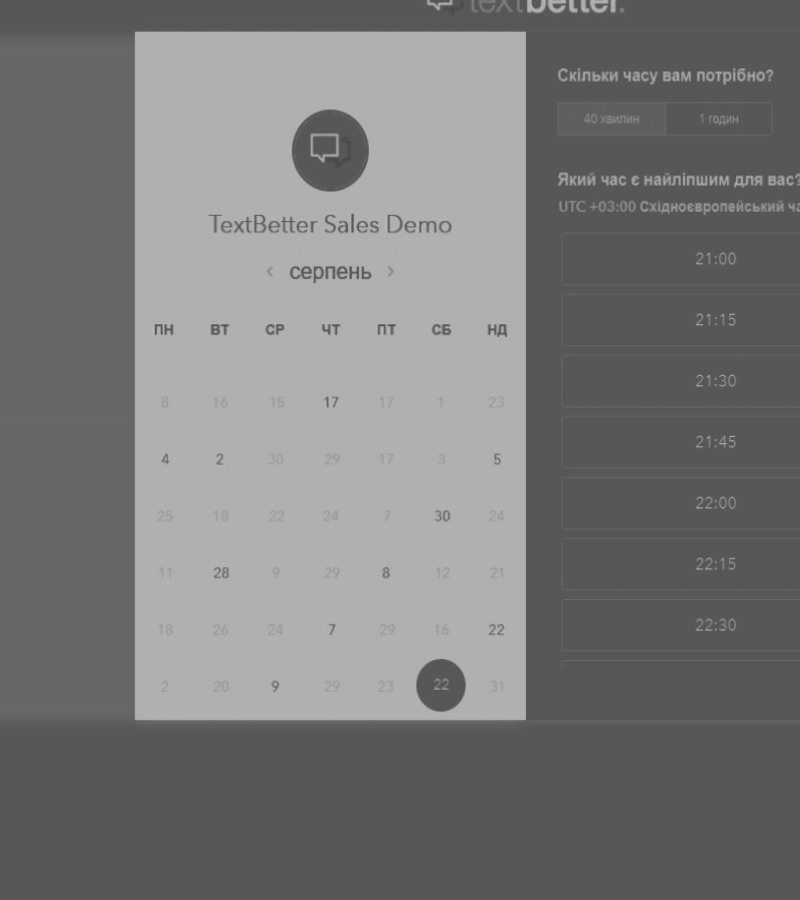 textbetter.
TextBetter Sales Demo
‹ серпень ›
ПН ВТ СР ЧТ ПТ СБ НД
8 16 15 17 17 1 23
4 2 30 29 17 3 5
25 18 22 24 7 30 24
11 28 9 29 8 12 21
18 26 24 7 29 16 22
2 20 9 29 23 22 31
Скільки часу вам потрібно?
40 хвилин 1 годин
Який час є найліпшим для вас?
UTC +03:00 Східноєвропейський
21:00
21:15
21:30
21:45
22:00
22:15
22:30